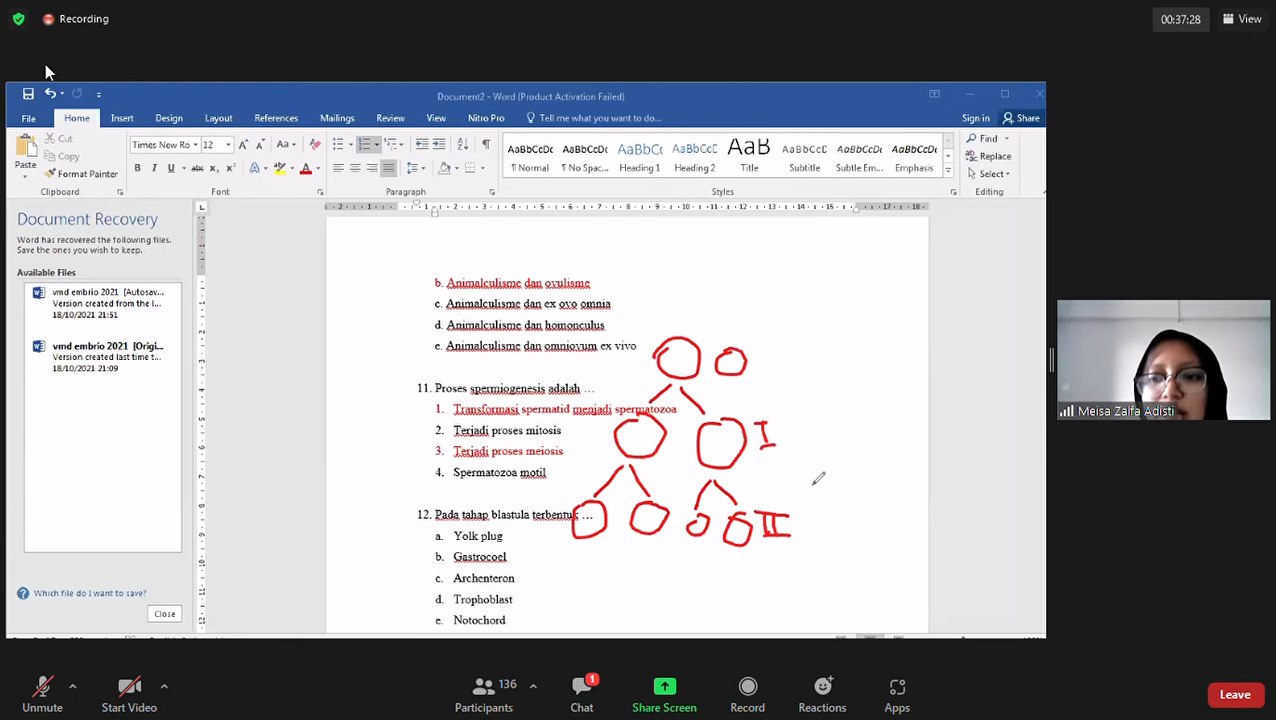 Recording
00:37:28
View
Document2 - Word (Product Activation Failed)
File Home Insert Design Layout References Mailings Review View Nitro Pro Tell me what you want to do... Sign in Share
Paste
Cut
Copy
Format Painter
Clipboard
Times New Ro 12
Font
Paragraph
AaBbCcDc AaBbCcDc AaBbCc AaBbCcC AaB AaBbCcC AaBbCcDc AaBbCcDc
¶ Normal ¶ No Spac... Heading 1 Heading 2 Title Subtitle Subtle Em... Emphasis
Styles
Find
Replace
Select
Editing
Document Recovery
Word has recovered the following files.
Save the ones you wish to keep.
Available Files
vmd embrio 2021 [Autosav...
Version created from the l...
18/10/2021 21:51
vmd embrio 2021 [Origi...
Version created last time t...
18/10/2021 21:09
Which file do I want to save?
Close
b. Animalculisme dan ovulisme
c. Animalculisme dan ex ovo omnia
d. Animalculisme dan homonculus
e. Animalculisme dan omniovum ex vivo
11. Proses spermiogenesis adalah …
1. Transformasi spermatid menjadi spermatozoa
2. Terjadi proses mitosis
3. Terjadi proses meiosis
4. Spermatozoa motil
I
12. Pada tahap blastula terbentuk …
II
a. Yolk plug
b. Gastrocoel
c. Archenteron
d. Trophoblast
e. Notochord
Meisa Zalfa Adisti
Unmute
Start Video
136
Participants
1
Chat
Share Screen
Record
Reactions
Apps
Leave